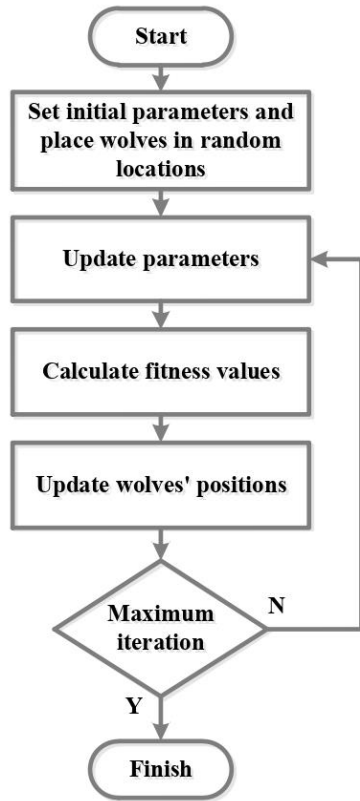 Start
Set initial parameters and
place wolves in random
locations
Update parameters
Calculate fitness values
Update wolves' positions
Maximum
iteration
N
Y
Finish